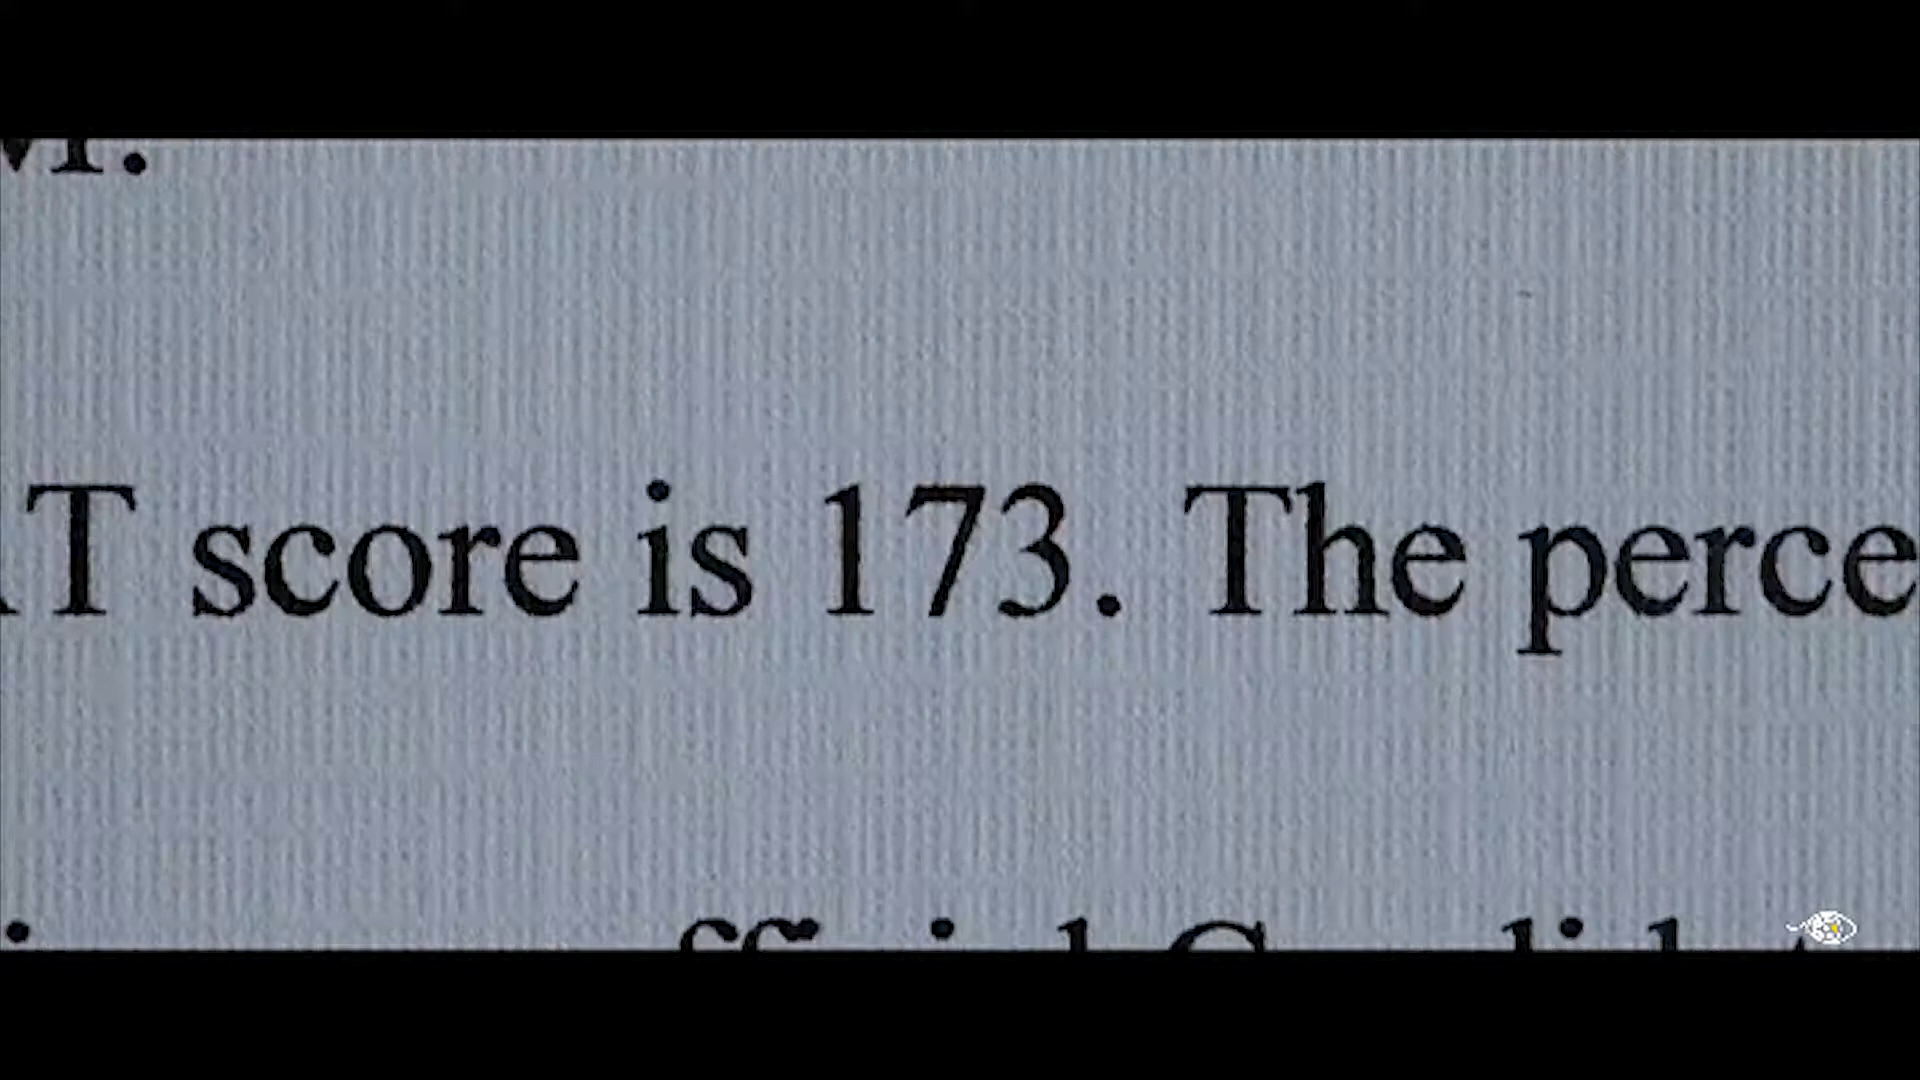 T score is 173. The perce